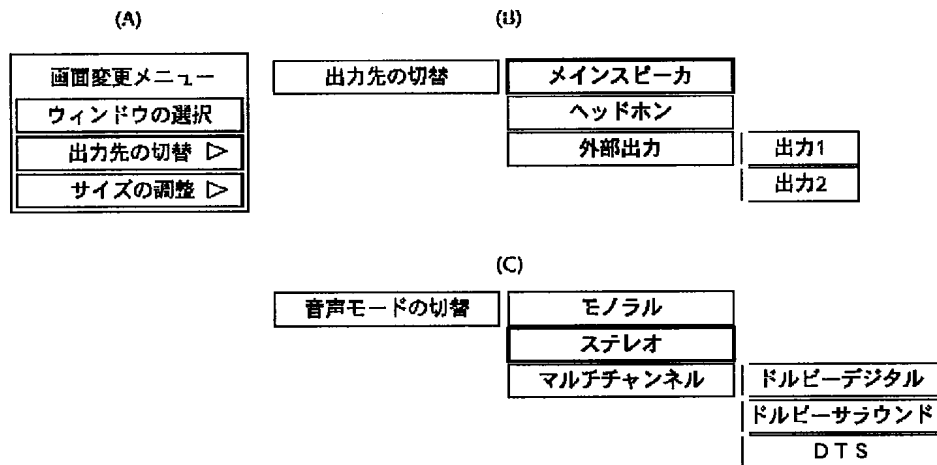 (A)
画面変更メニュー
ウィンドウの選択
出力先の切替 ▷
サイズの調整 ▷
(B)
出力先の切替
メインスピーカ
ヘッドホン
外部出力
出力1
出力2
(C)
音声モードの切替
モノラル
ステレオ
マルチチャンネル
ドルビーデジタル
ドルビーサラウンド
DTS